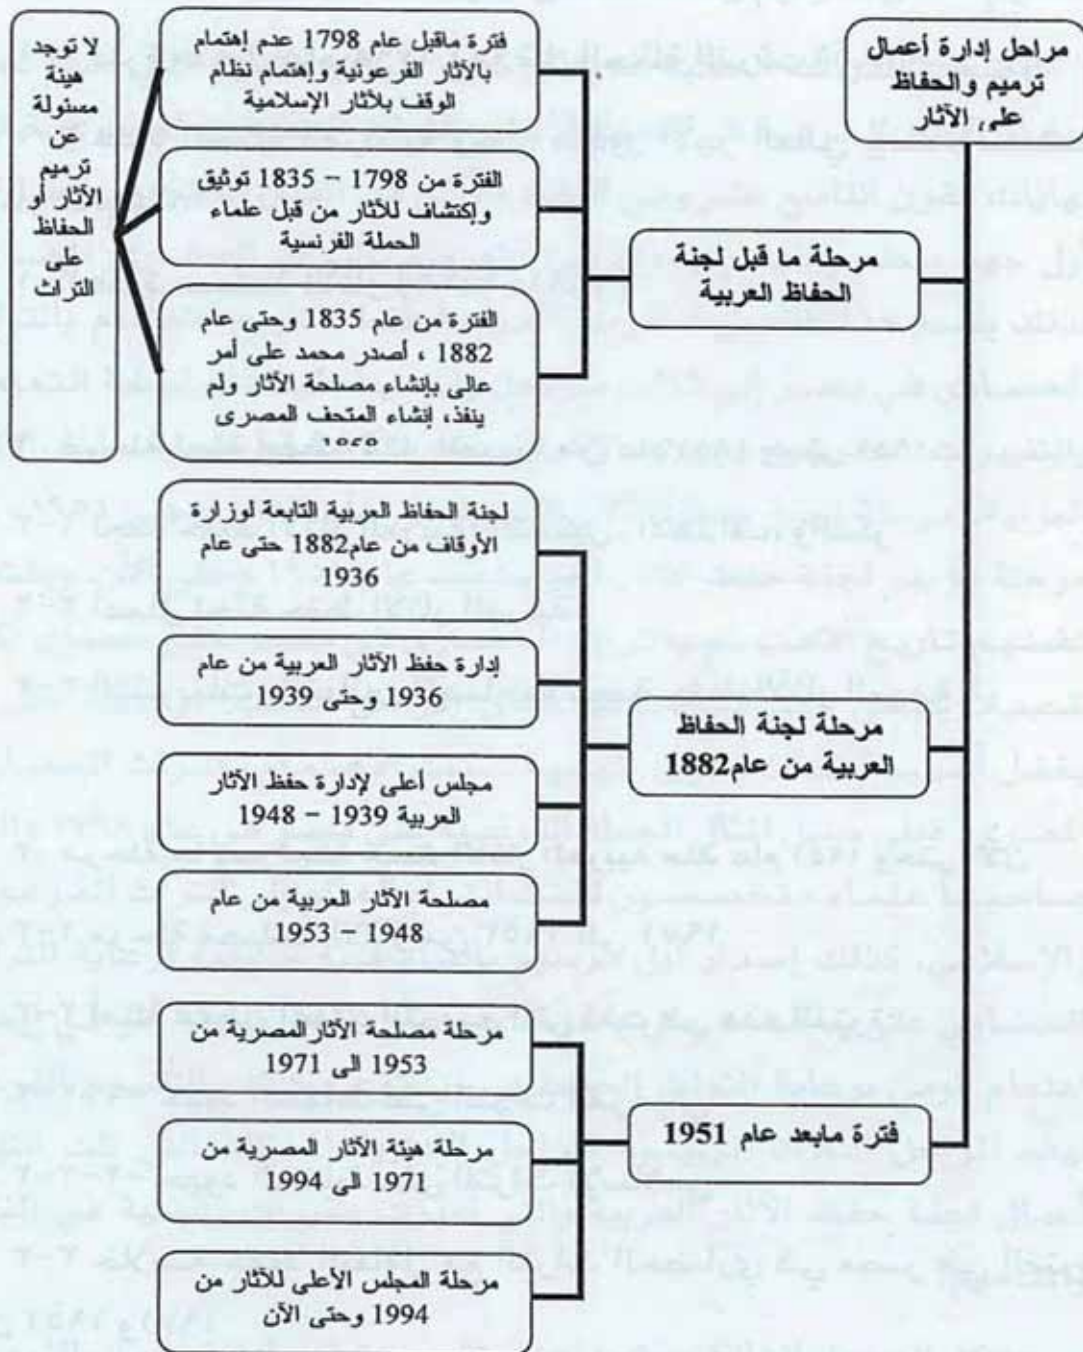 مراحل إدارة أعمال
ترميم والحفاظ
على الآثار
مرحلة ما قبل لجنة
الحفاظ العربية
فترة ماقبل عام 1798 عدم إهتمام
بالآثار الفرعونية وإهتمام نظام
الوقف بلآثار الإسلامية
الفترة من 1798 – 1835 توثيق
وإكتشاف للآثار من قبل علماء
الحملة الفرنسية
الفترة من عام 1835 وحتى عام
1882 ، أصدر محمد على أمر
عالى بإنشاء مصلحة الآثار ولم
ينفذ، إنشاء المتحف المصرى
لا توجد
هيئة
مسئولة
عن
ترميم
الآثار أو
الحفاظ
على
التراث
مرحلة لجنة الحفاظ
العربية من عام1882
لجنة الحفاظ العربية التابعة لوزارة
الأوقاف من عام1882 حتى عام
1936
إدارة حفظ الآثار العربية من عام
1936 وحتى 1939
مجلس أعلى لإدارة حفظ الآثار
العربية 1939 – 1948
مصلحة الآثار العربية من عام
1948 – 1953
فترة مابعد عام 1951
مرحلة مصلحة الآثارالمصرية من
1953 الى 1971
مرحلة هيئة الآثار المصرية من
1971 الى 1994
مرحلة المجلس الأعلى للآثار من
1994 وحتى الآن